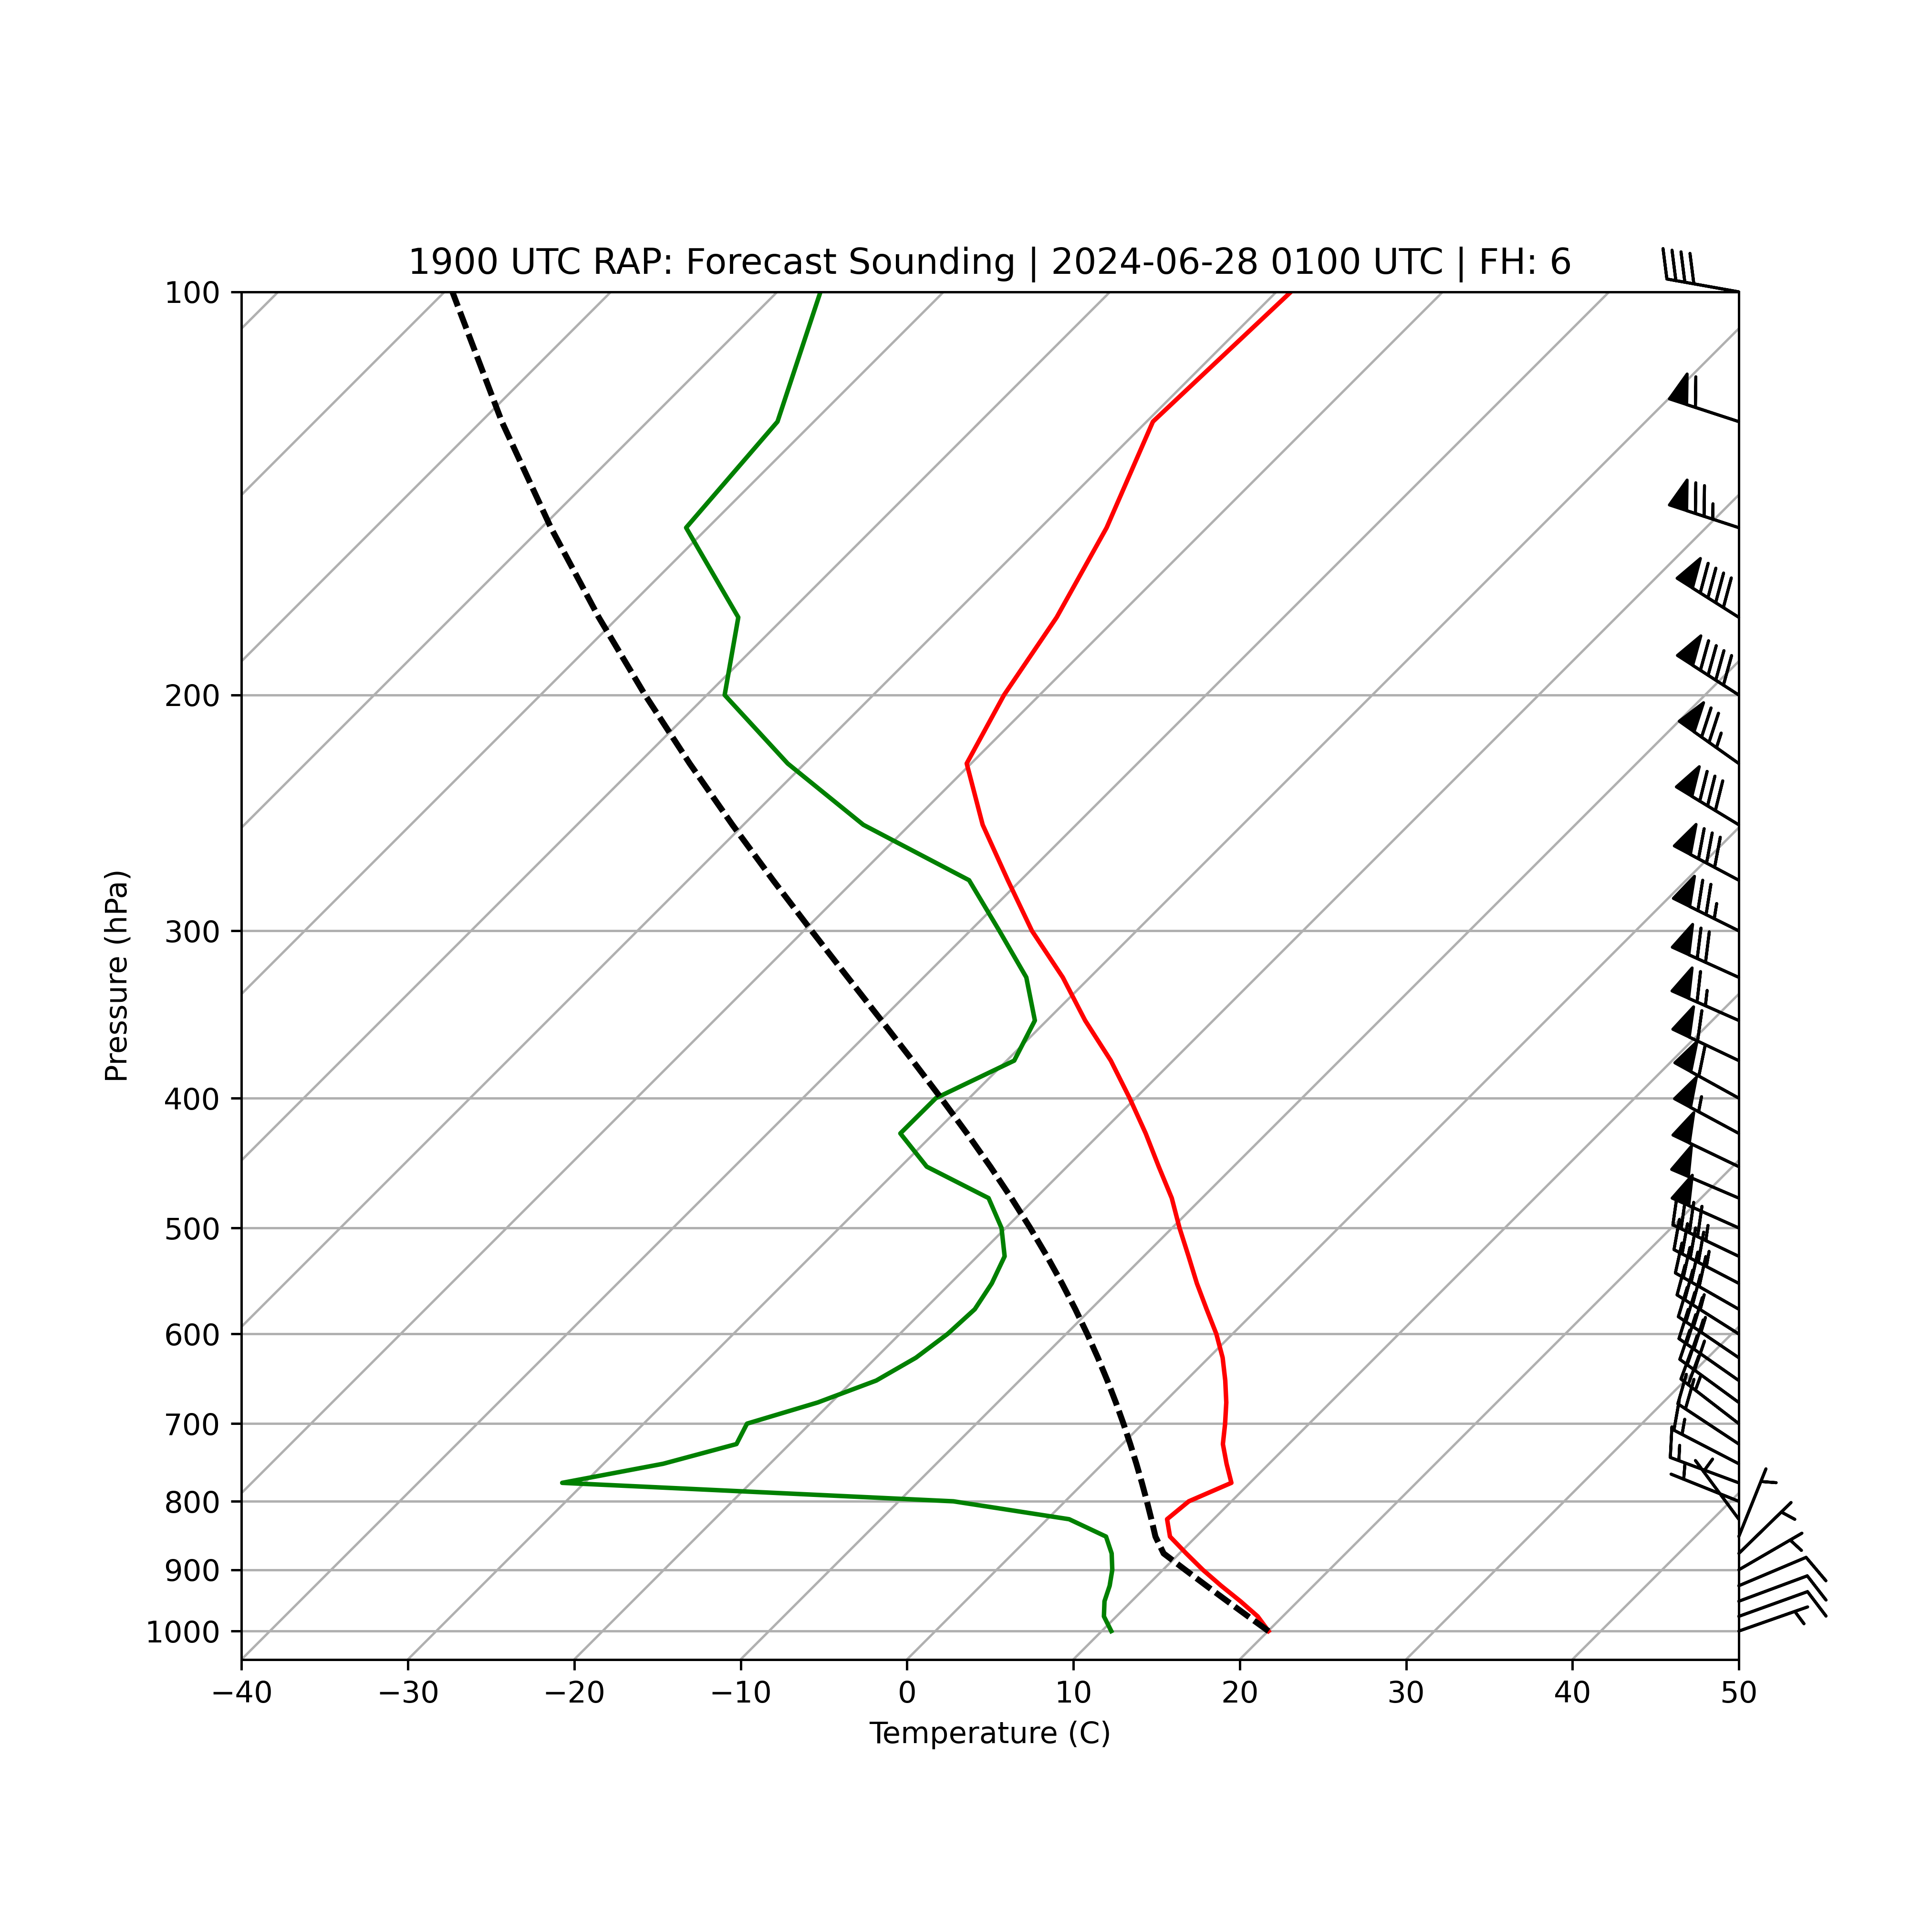 1900 UTC RAP: Forecast Sounding | 2024-06-28 0100 UTC | FH: 6
100
200
300
400
500
600
700
800
900
1000
Pressure (hPa)
−40 −30 −20 −10 0 10 20 30 40 50
Temperature (C)